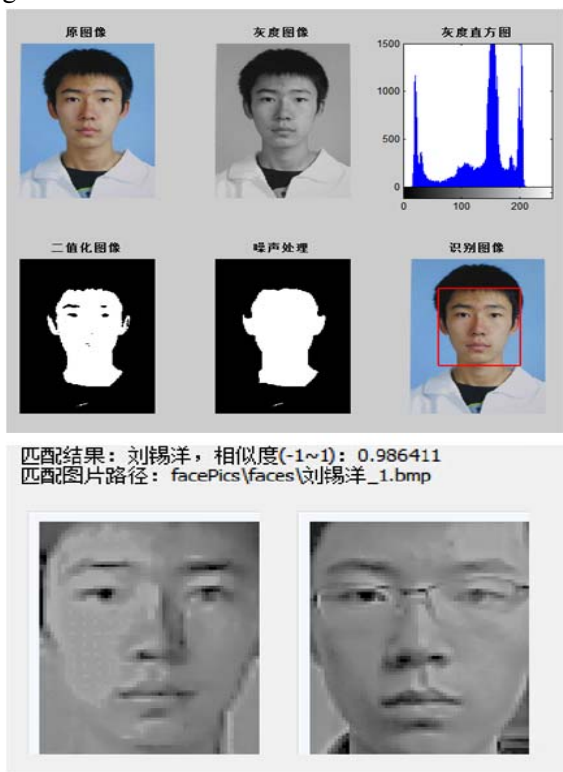 原图像
灰度图像
灰度直方图
1500
1000
500
0
0 100 200
二值化图像
噪声处理
识别图像
匹配结果：刘锡洋，相似度(-1~1)：0.986411
匹配图片路径：facePics\faces\刘锡洋_1.bmp